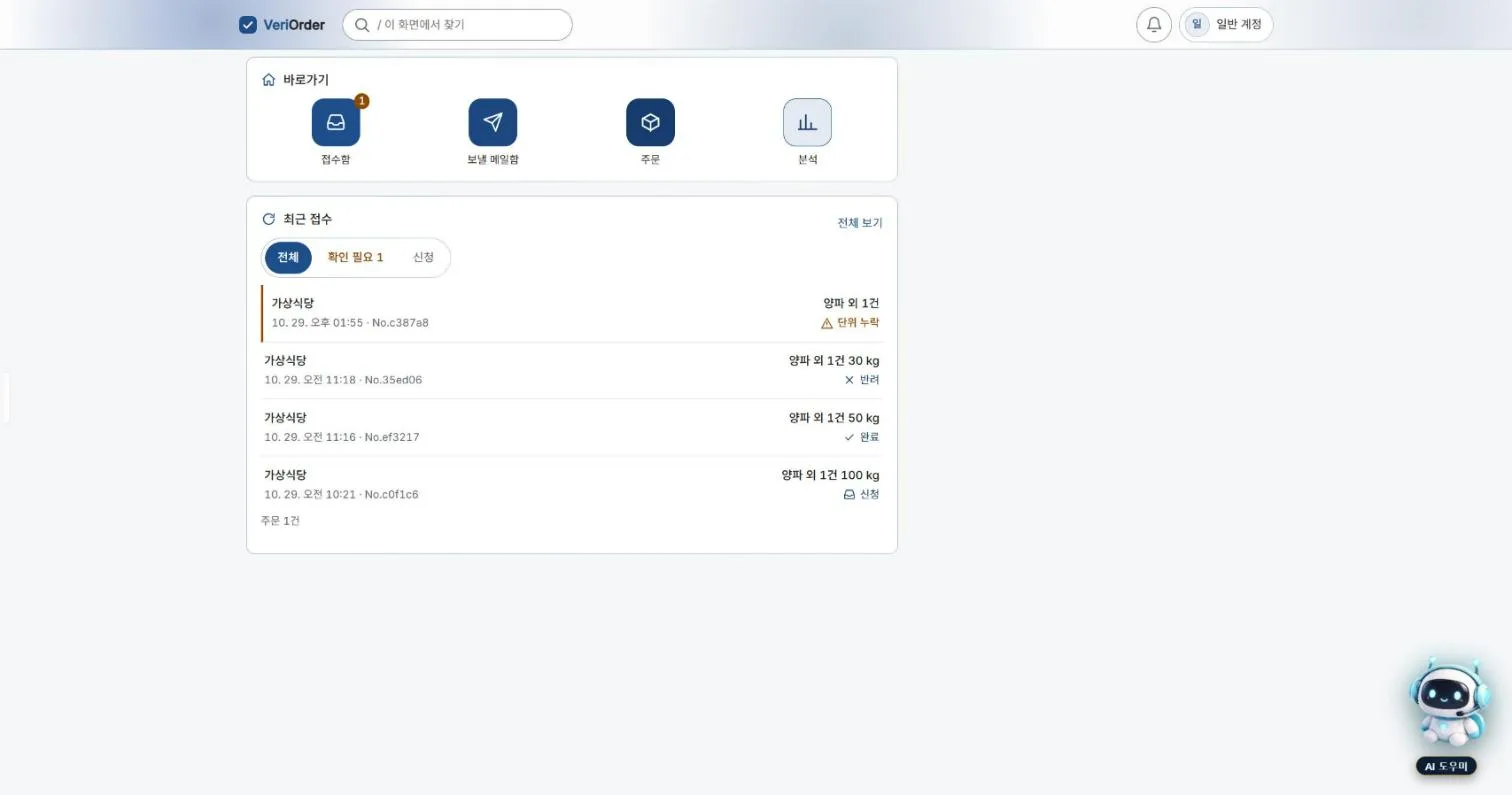 VeriOrder
/ 이 화면에서 찾기
일 일반 계정
바로가기
1
접수함
보낼 메일함
주문
분석
최근 접수
전체 보기
전체 확인 필요 1 신청
가상식당 양파 외 1건
10. 29. 오후 01:55 · No.c387a8 단위 누락
가상식당 양파 외 1건 30 kg
10. 29. 오전 11:18 · No.35ed06 반려
가상식당 양파 외 1건 50 kg
10. 29. 오전 11:16 · No.ef3217 완료
가상식당 양파 외 1건 100 kg
10. 29. 오전 10:21 · No.c0f1c6 신청
주문 1건
AI 도우미